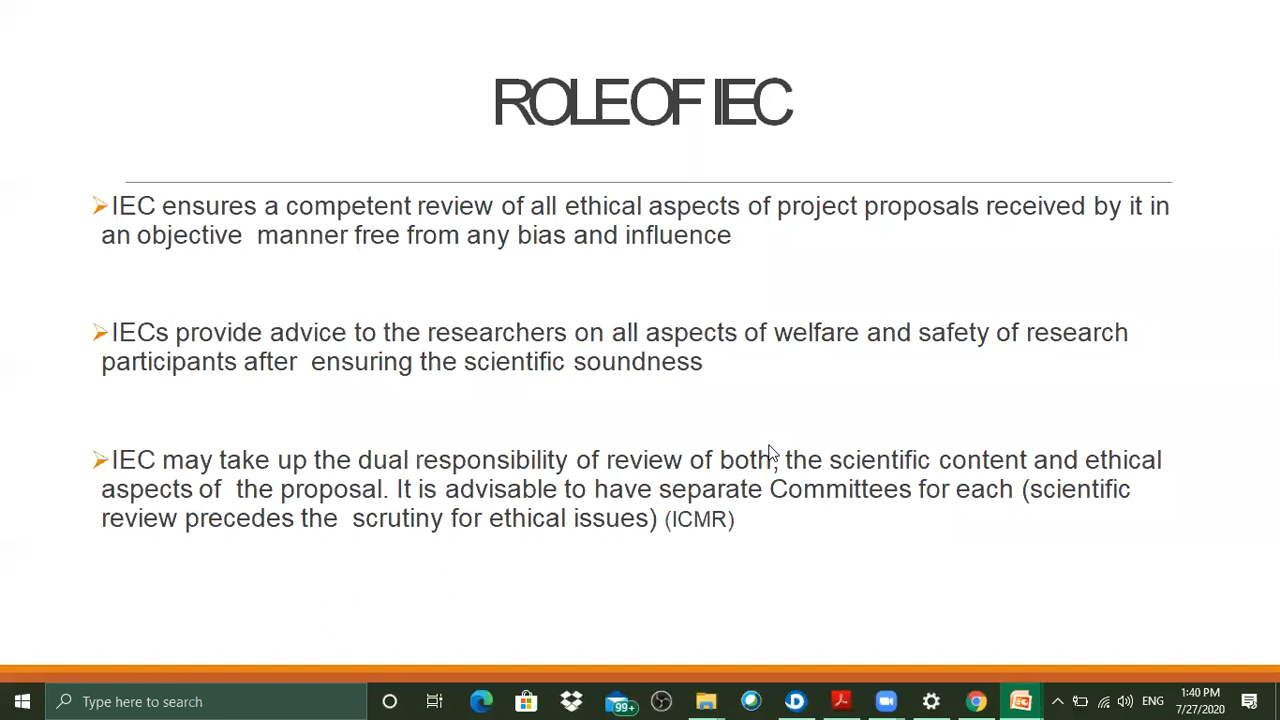 ROLE OF IEC
➢IEC ensures a competent review of all ethical aspects of project proposals received by it in
an objective manner free from any bias and influence
➢IECs provide advice to the researchers on all aspects of welfare and safety of research
participants after ensuring the scientific soundness
➢IEC may take up the dual responsibility of review of both, the scientific content and ethical
aspects of the proposal. It is advisable to have separate Committees for each (scientific
review precedes the scrutiny for ethical issues) (ICMR)
Type here to search
99+
ENG
1:40 PM
7/27/2020